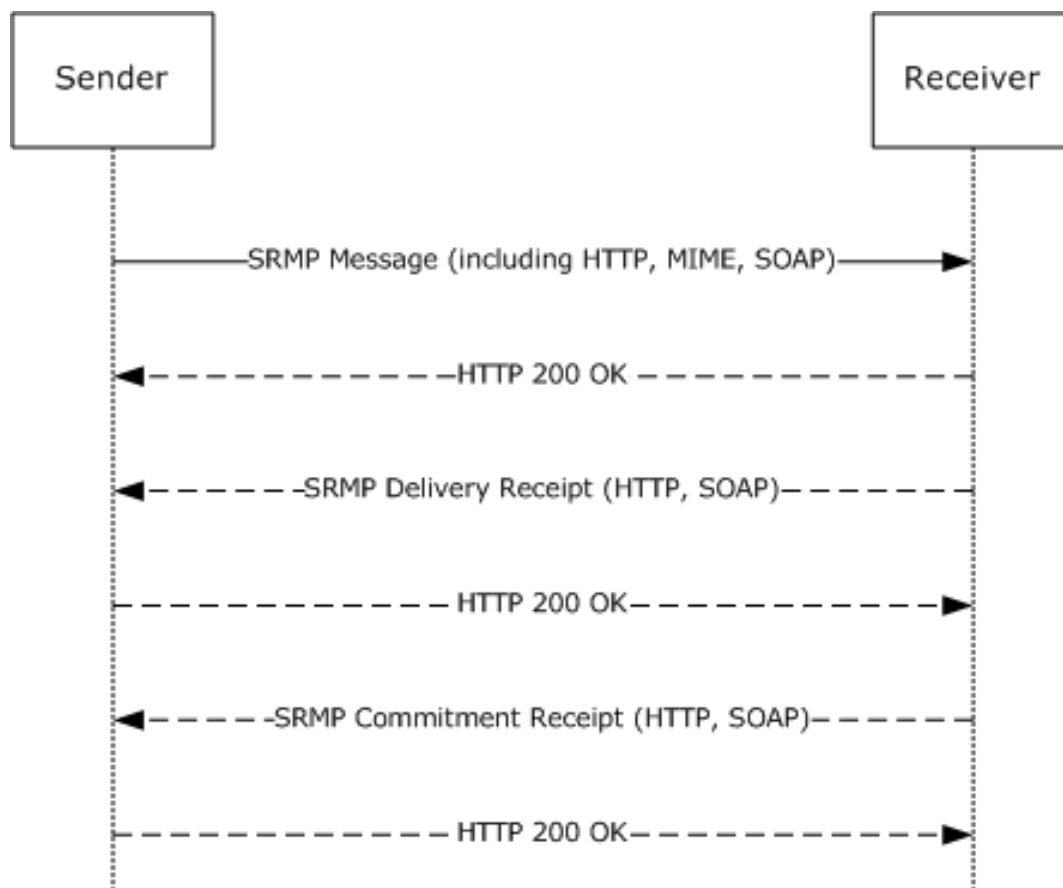 Sender
Receiver
SRMP Message (including HTTP, MIME, SOAP)
HTTP 200 OK
SRMP Delivery Receipt (HTTP, SOAP)
HTTP 200 OK
SRMP Commitment Receipt (HTTP, SOAP)
HTTP 200 OK